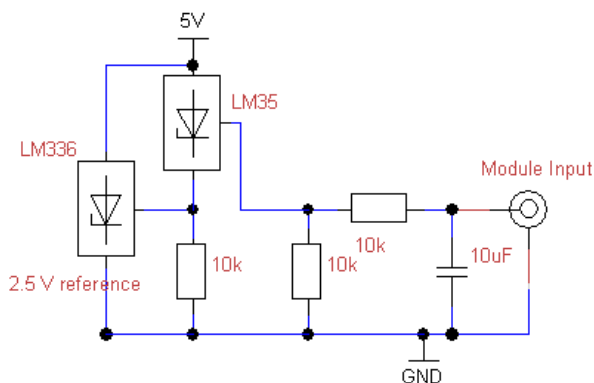 5V
LM35
LM336
Module Input
10k
10k
10k
10uF
2.5 V reference
GND